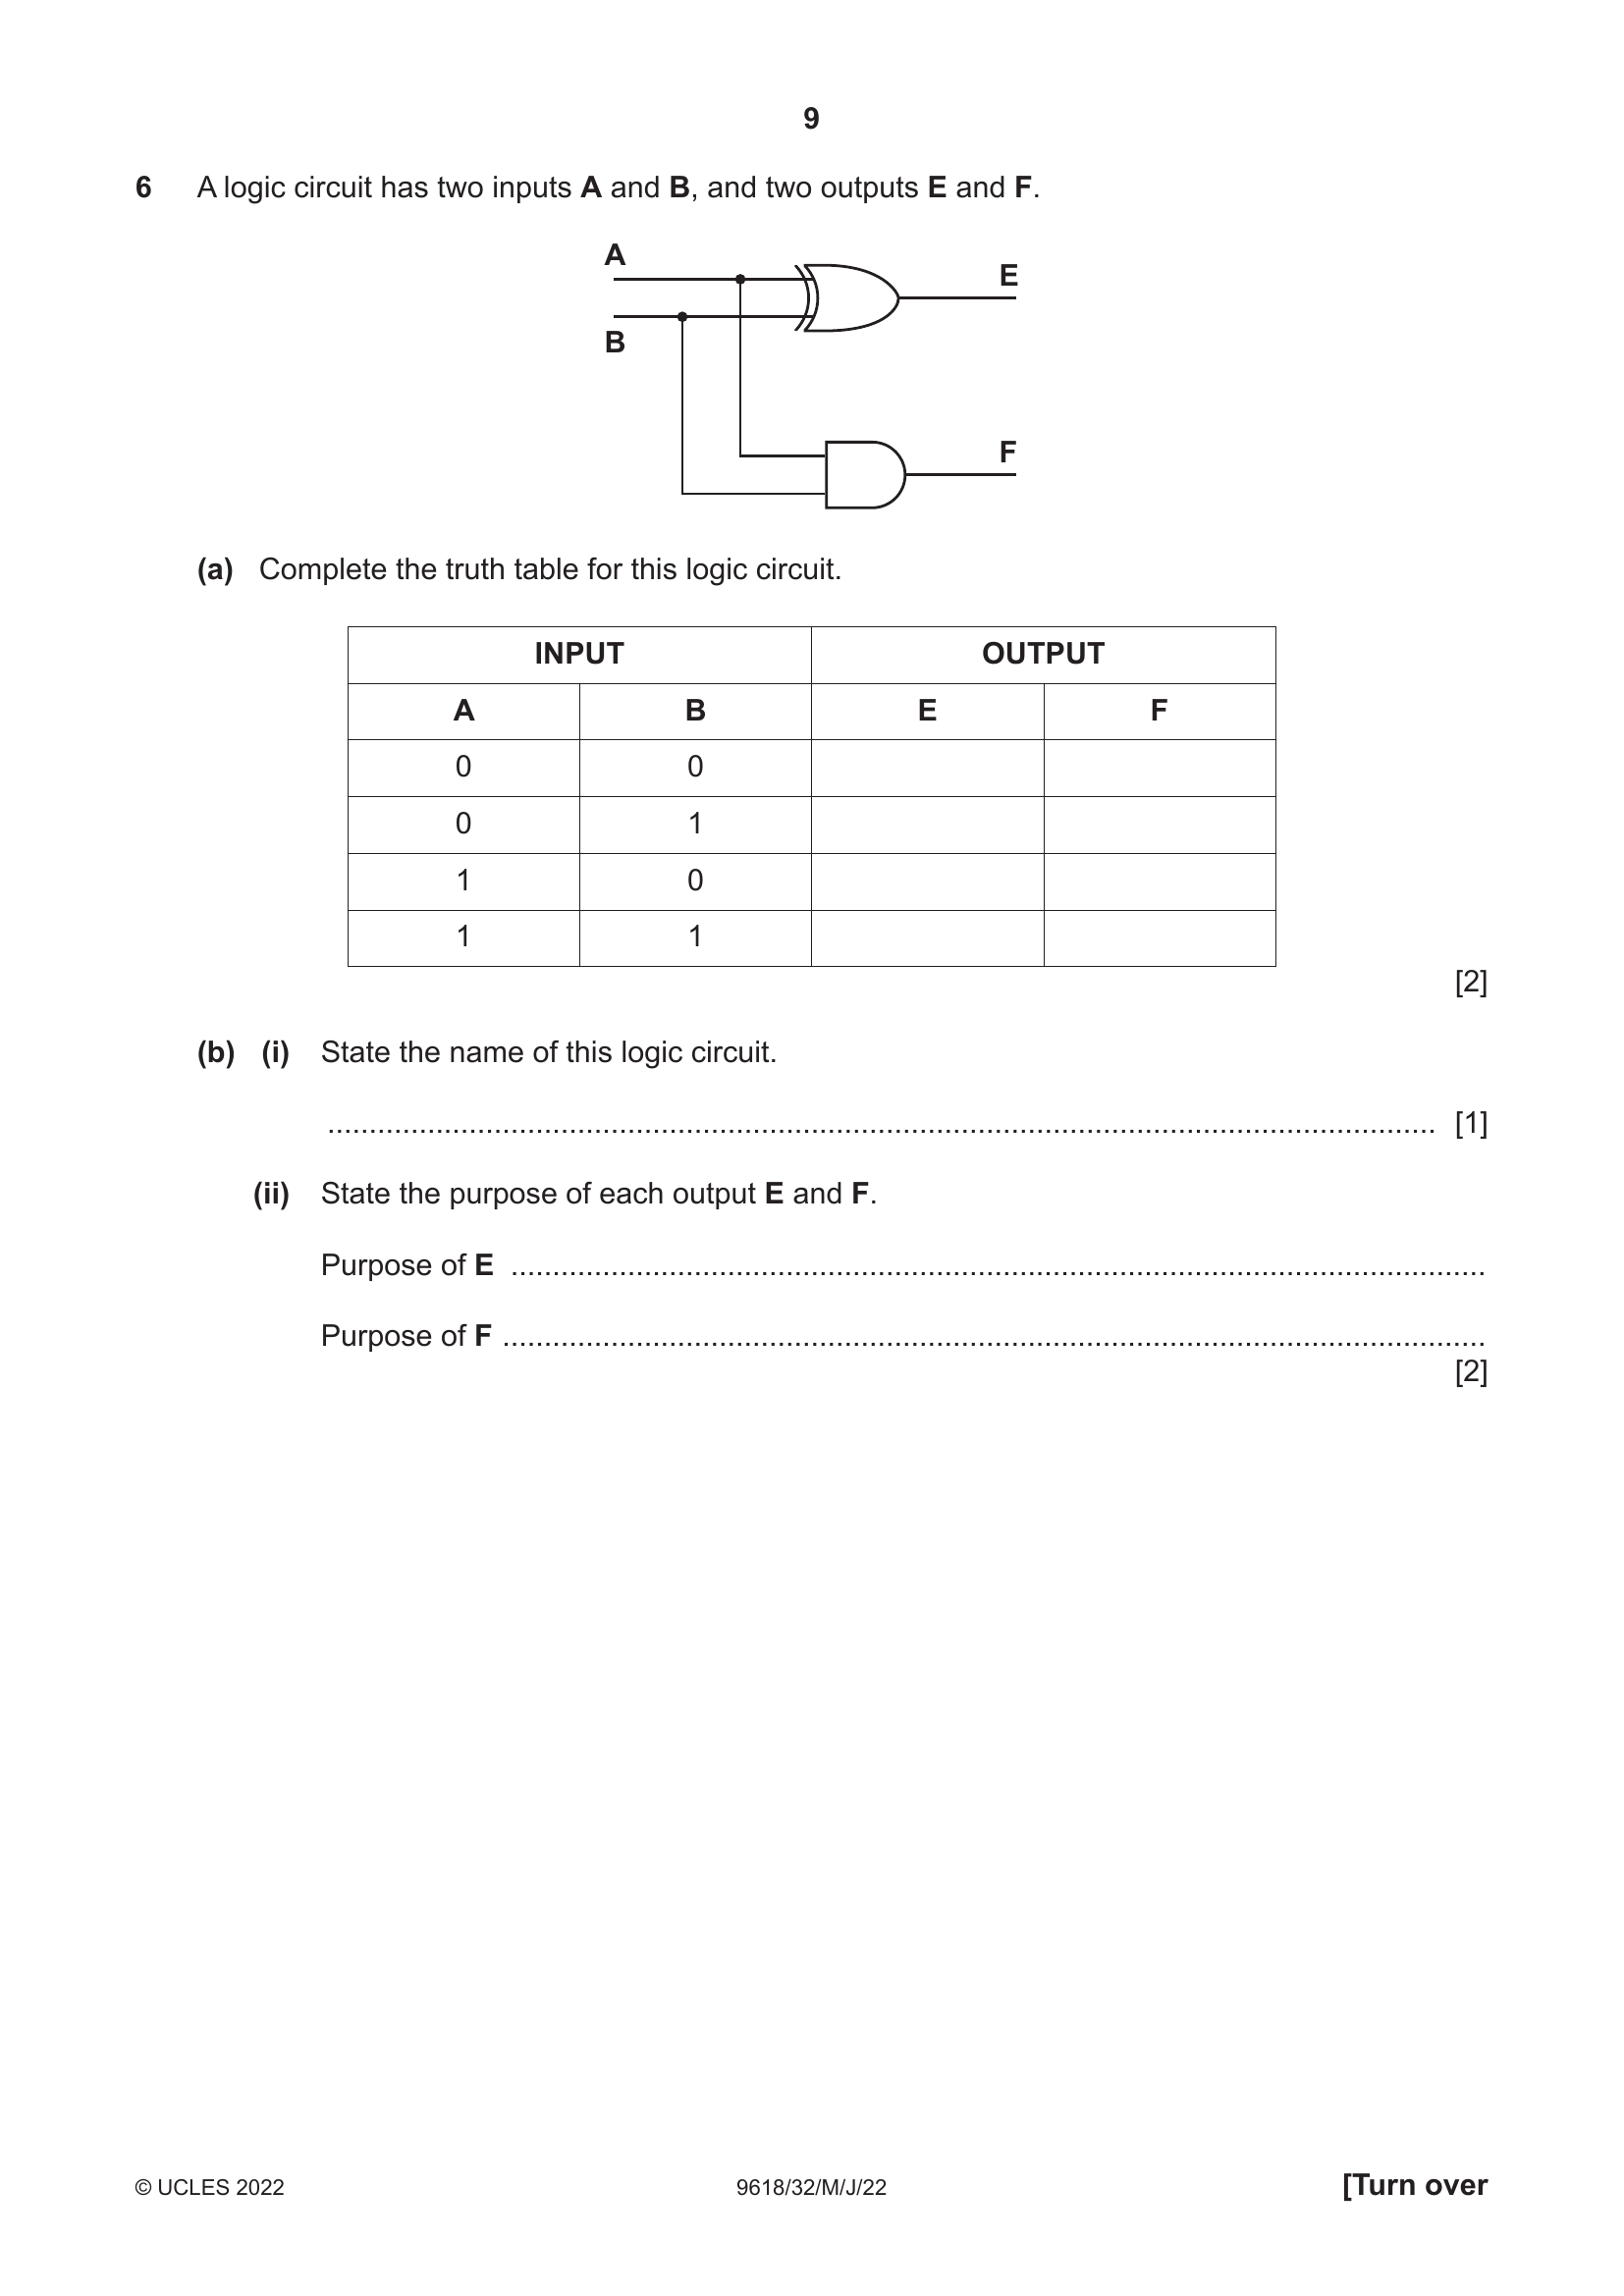 9
6 A logic circuit has two inputs A and B, and two outputs E and F.
A
E
B
F
(a) Complete the truth table for this logic circuit.
INPUT OUTPUT
A B E F
0 0
0 1
1 0
1 1
[2]
(b) (i) State the name of this logic circuit.
.................................................................................................................................... [1]
(ii) State the purpose of each output E and F.
Purpose of E ....................................................................................................................
Purpose of F .....................................................................................................................
[2]
© UCLES 2022 9618/32/M/J/22 [Turn over